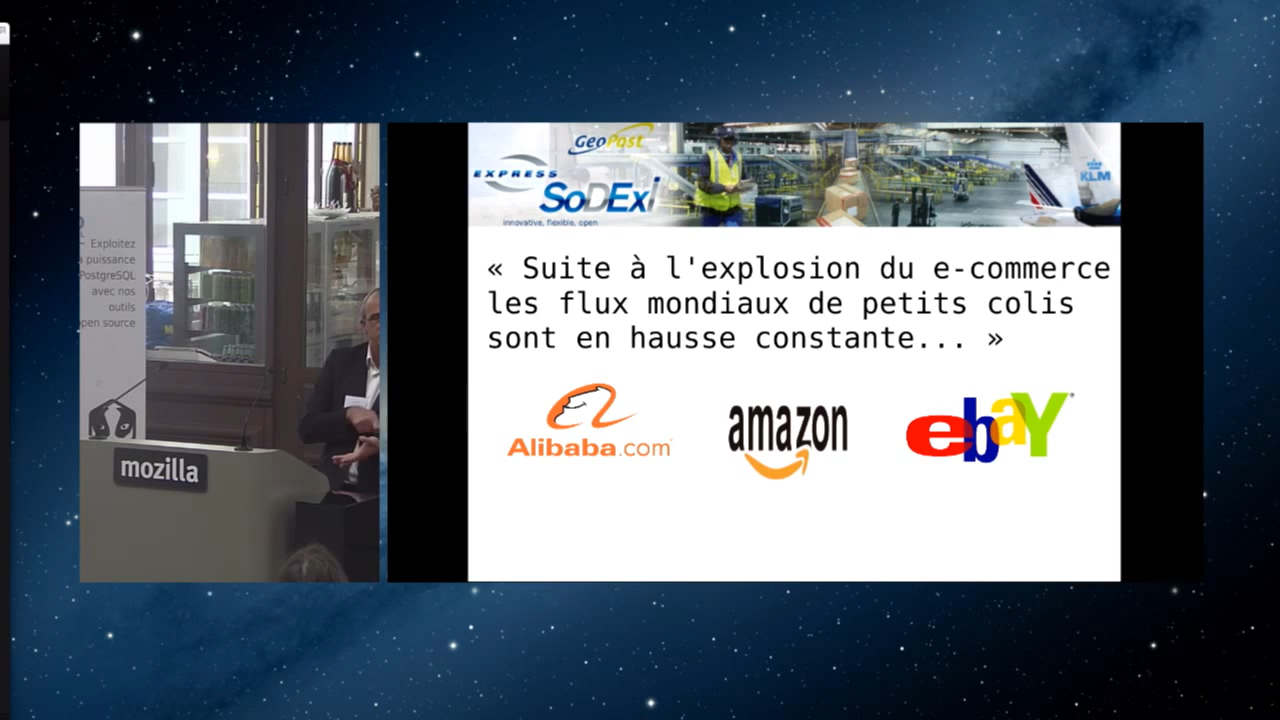 Exploitez
puissance
PostgreSQL
avec nos
outils
pen source
mozilla
GeoPost
EXPRESS
SoDExi
innovative, flexible, open
KLM
« Suite à l'explosion du e-commerce
les flux mondiaux de petits colis
sont en hausse constante... »
Alibaba.com
amazon
ebaY